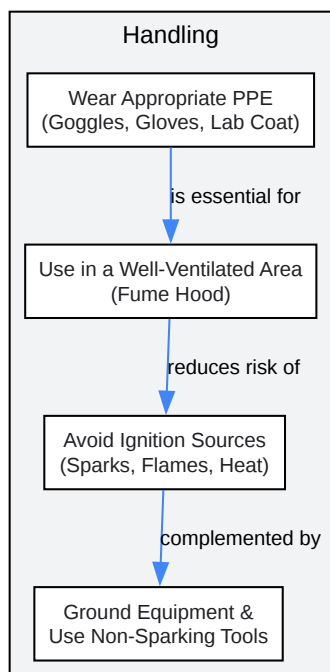 Handling
Wear Appropriate PPE
(Goggles, Gloves, Lab Coat)
is essential for
Use in a Well-Ventilated Area
(Fume Hood)
reduces risk of
Avoid Ignition Sources
(Sparks, Flames, Heat)
complemented by
Ground Equipment &
Use Non-Sparking Tools